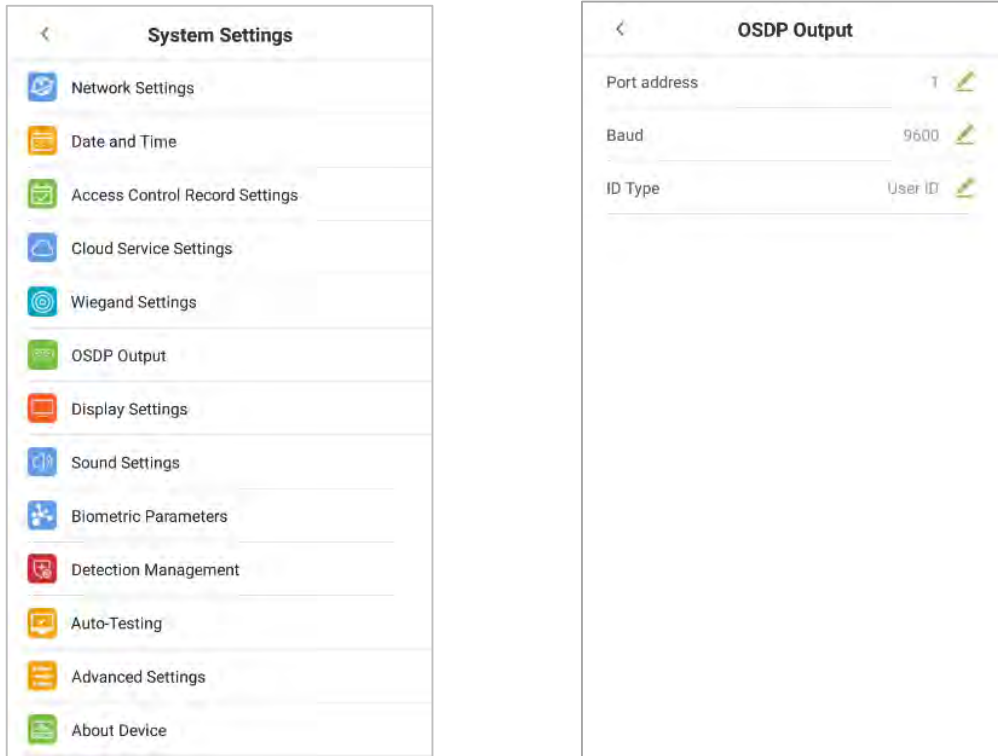 System Settings
Network Settings
Date and Time
Access Control Record Settings
Cloud Service Settings
Wiegand Settings
OSDP Output
Display Settings
Sound Settings
Biometric Parameters
Detection Management
Auto-Testing
Advanced Settings
About Device
OSDP Output
Port address 1
Baud 9600
ID Type User ID